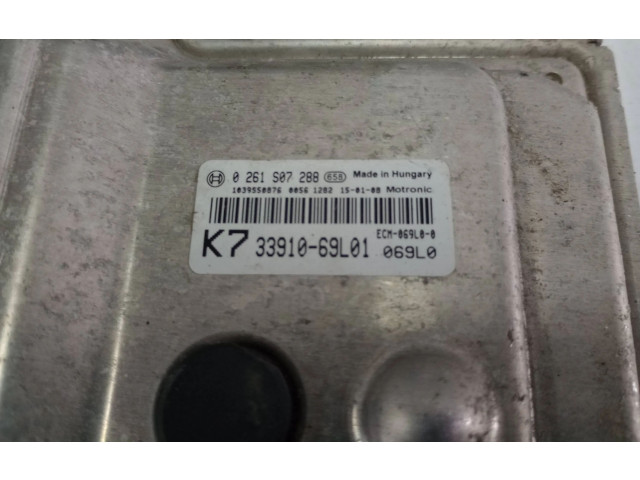 0 261 S07 288 658 Made in Hungary
1039S50876 0056 1282 15-01-08 Motronic
ECM-069L0-0
K7 33910-69L01 069L0